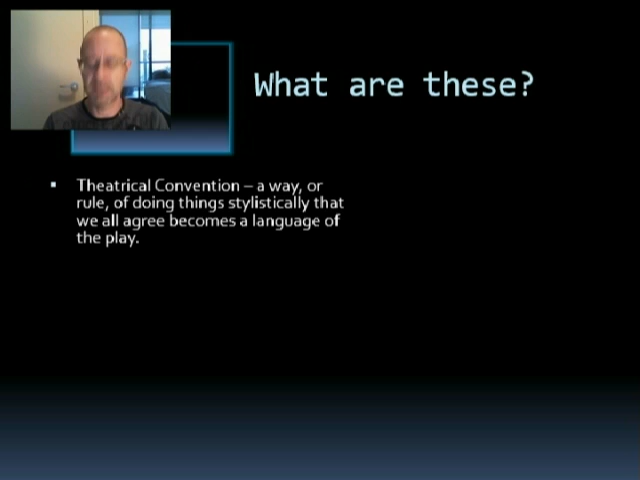 What are these?
Theatrical Convention – a way, or
rule, of doing things stylistically that
we all agree becomes a language of
the play.